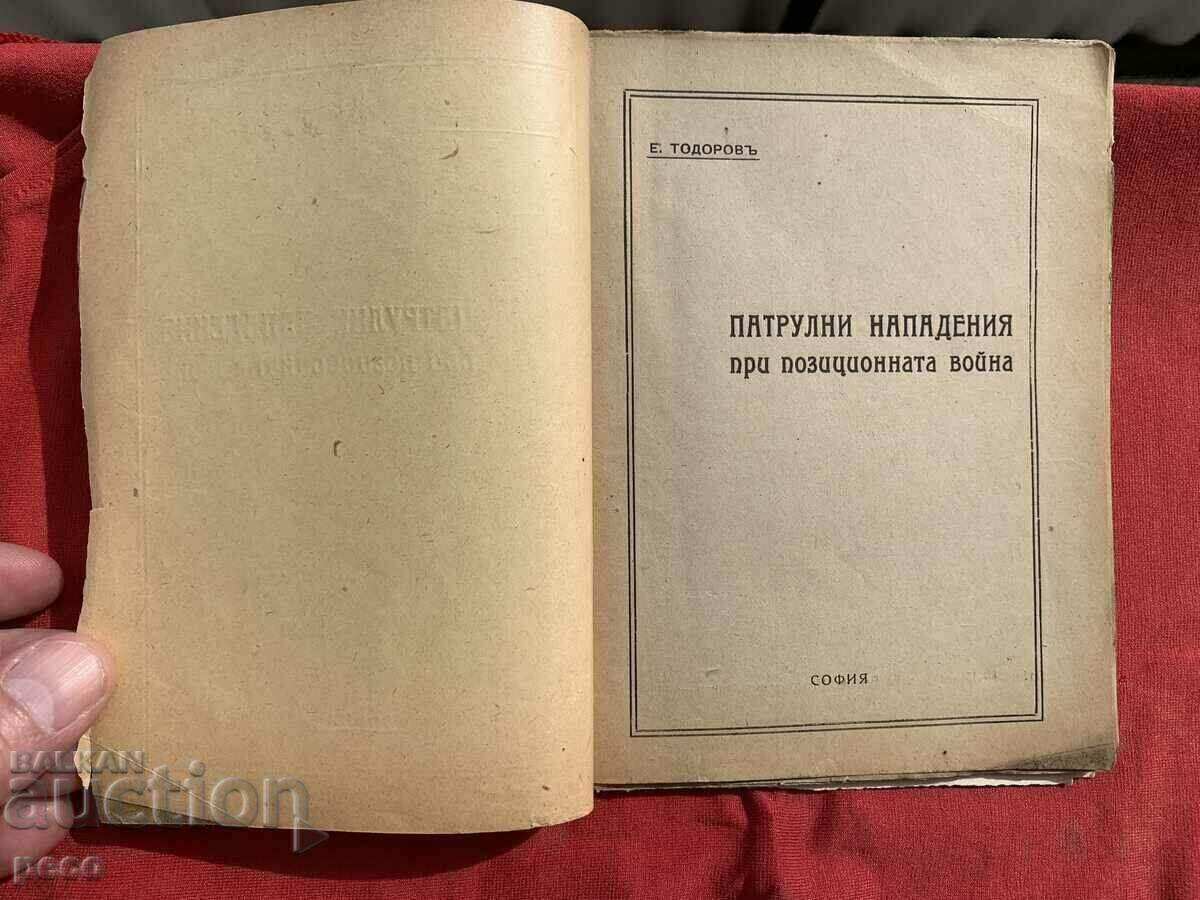 Е. ТОДОРОВЪ
ПАТРУЛНИ НАПАДЕНИЯ
при позиционната война
СОФИЯ
BALKAN
auction
peco